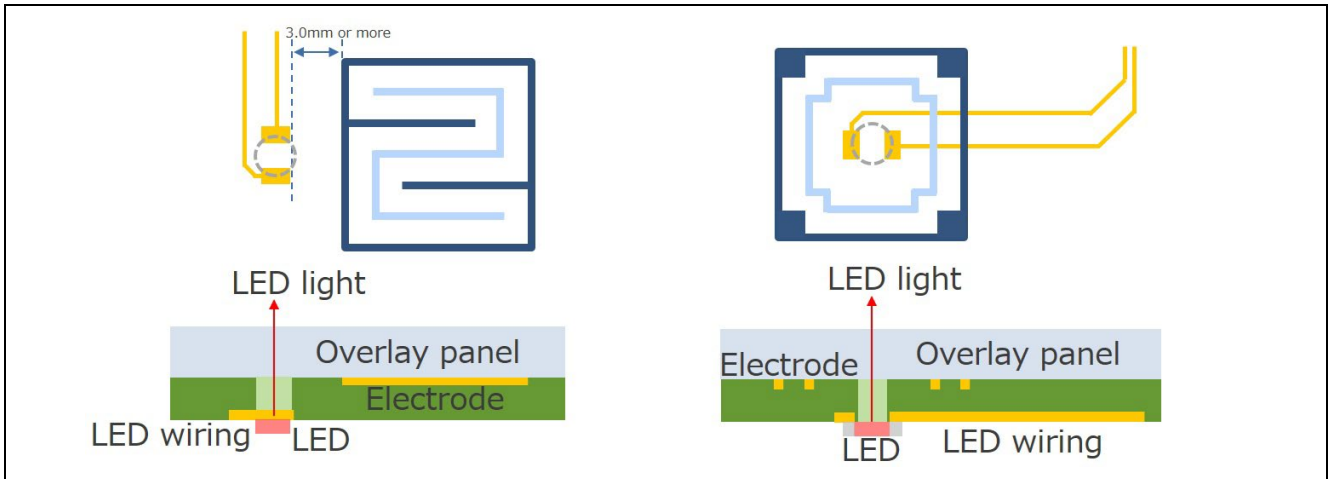 3.0mm or more
LED light
Overlay panel
Electrode
LED wiring
LED
LED light
Electrode
Overlay panel
LED
LED wiring